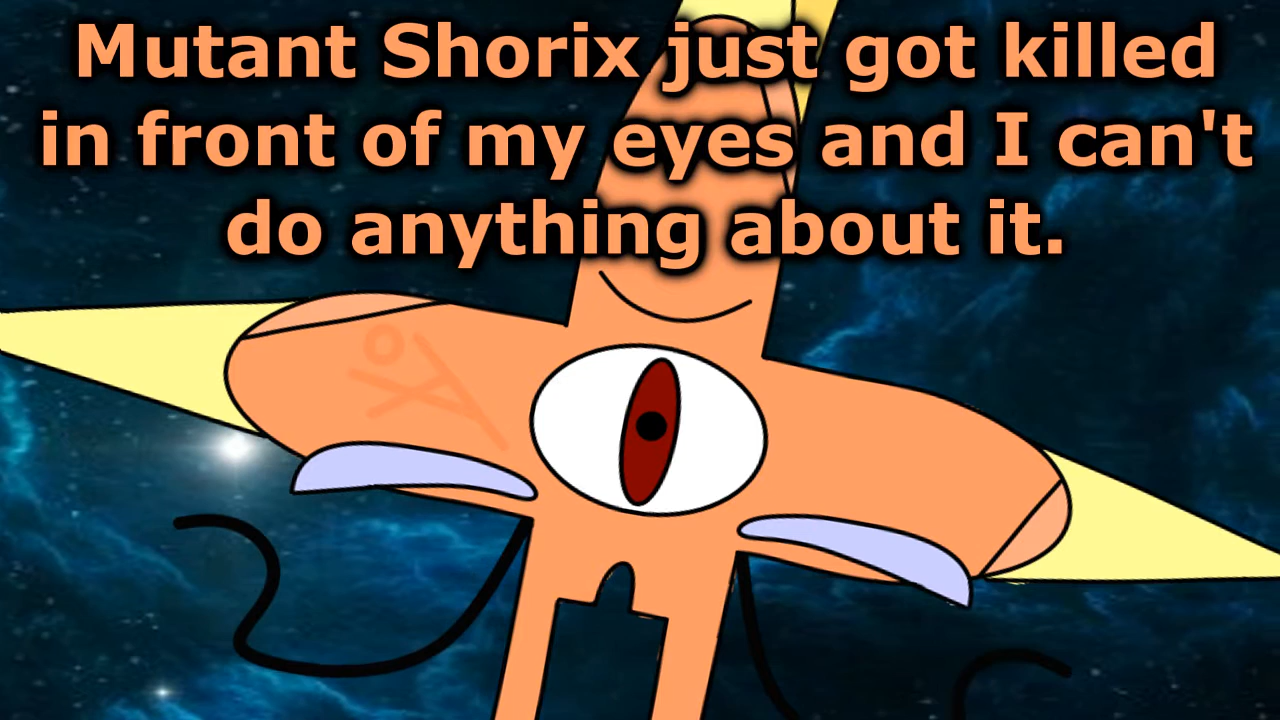 Mutant Shorix just got killed
in front of my eyes and I can't
do anything about it.